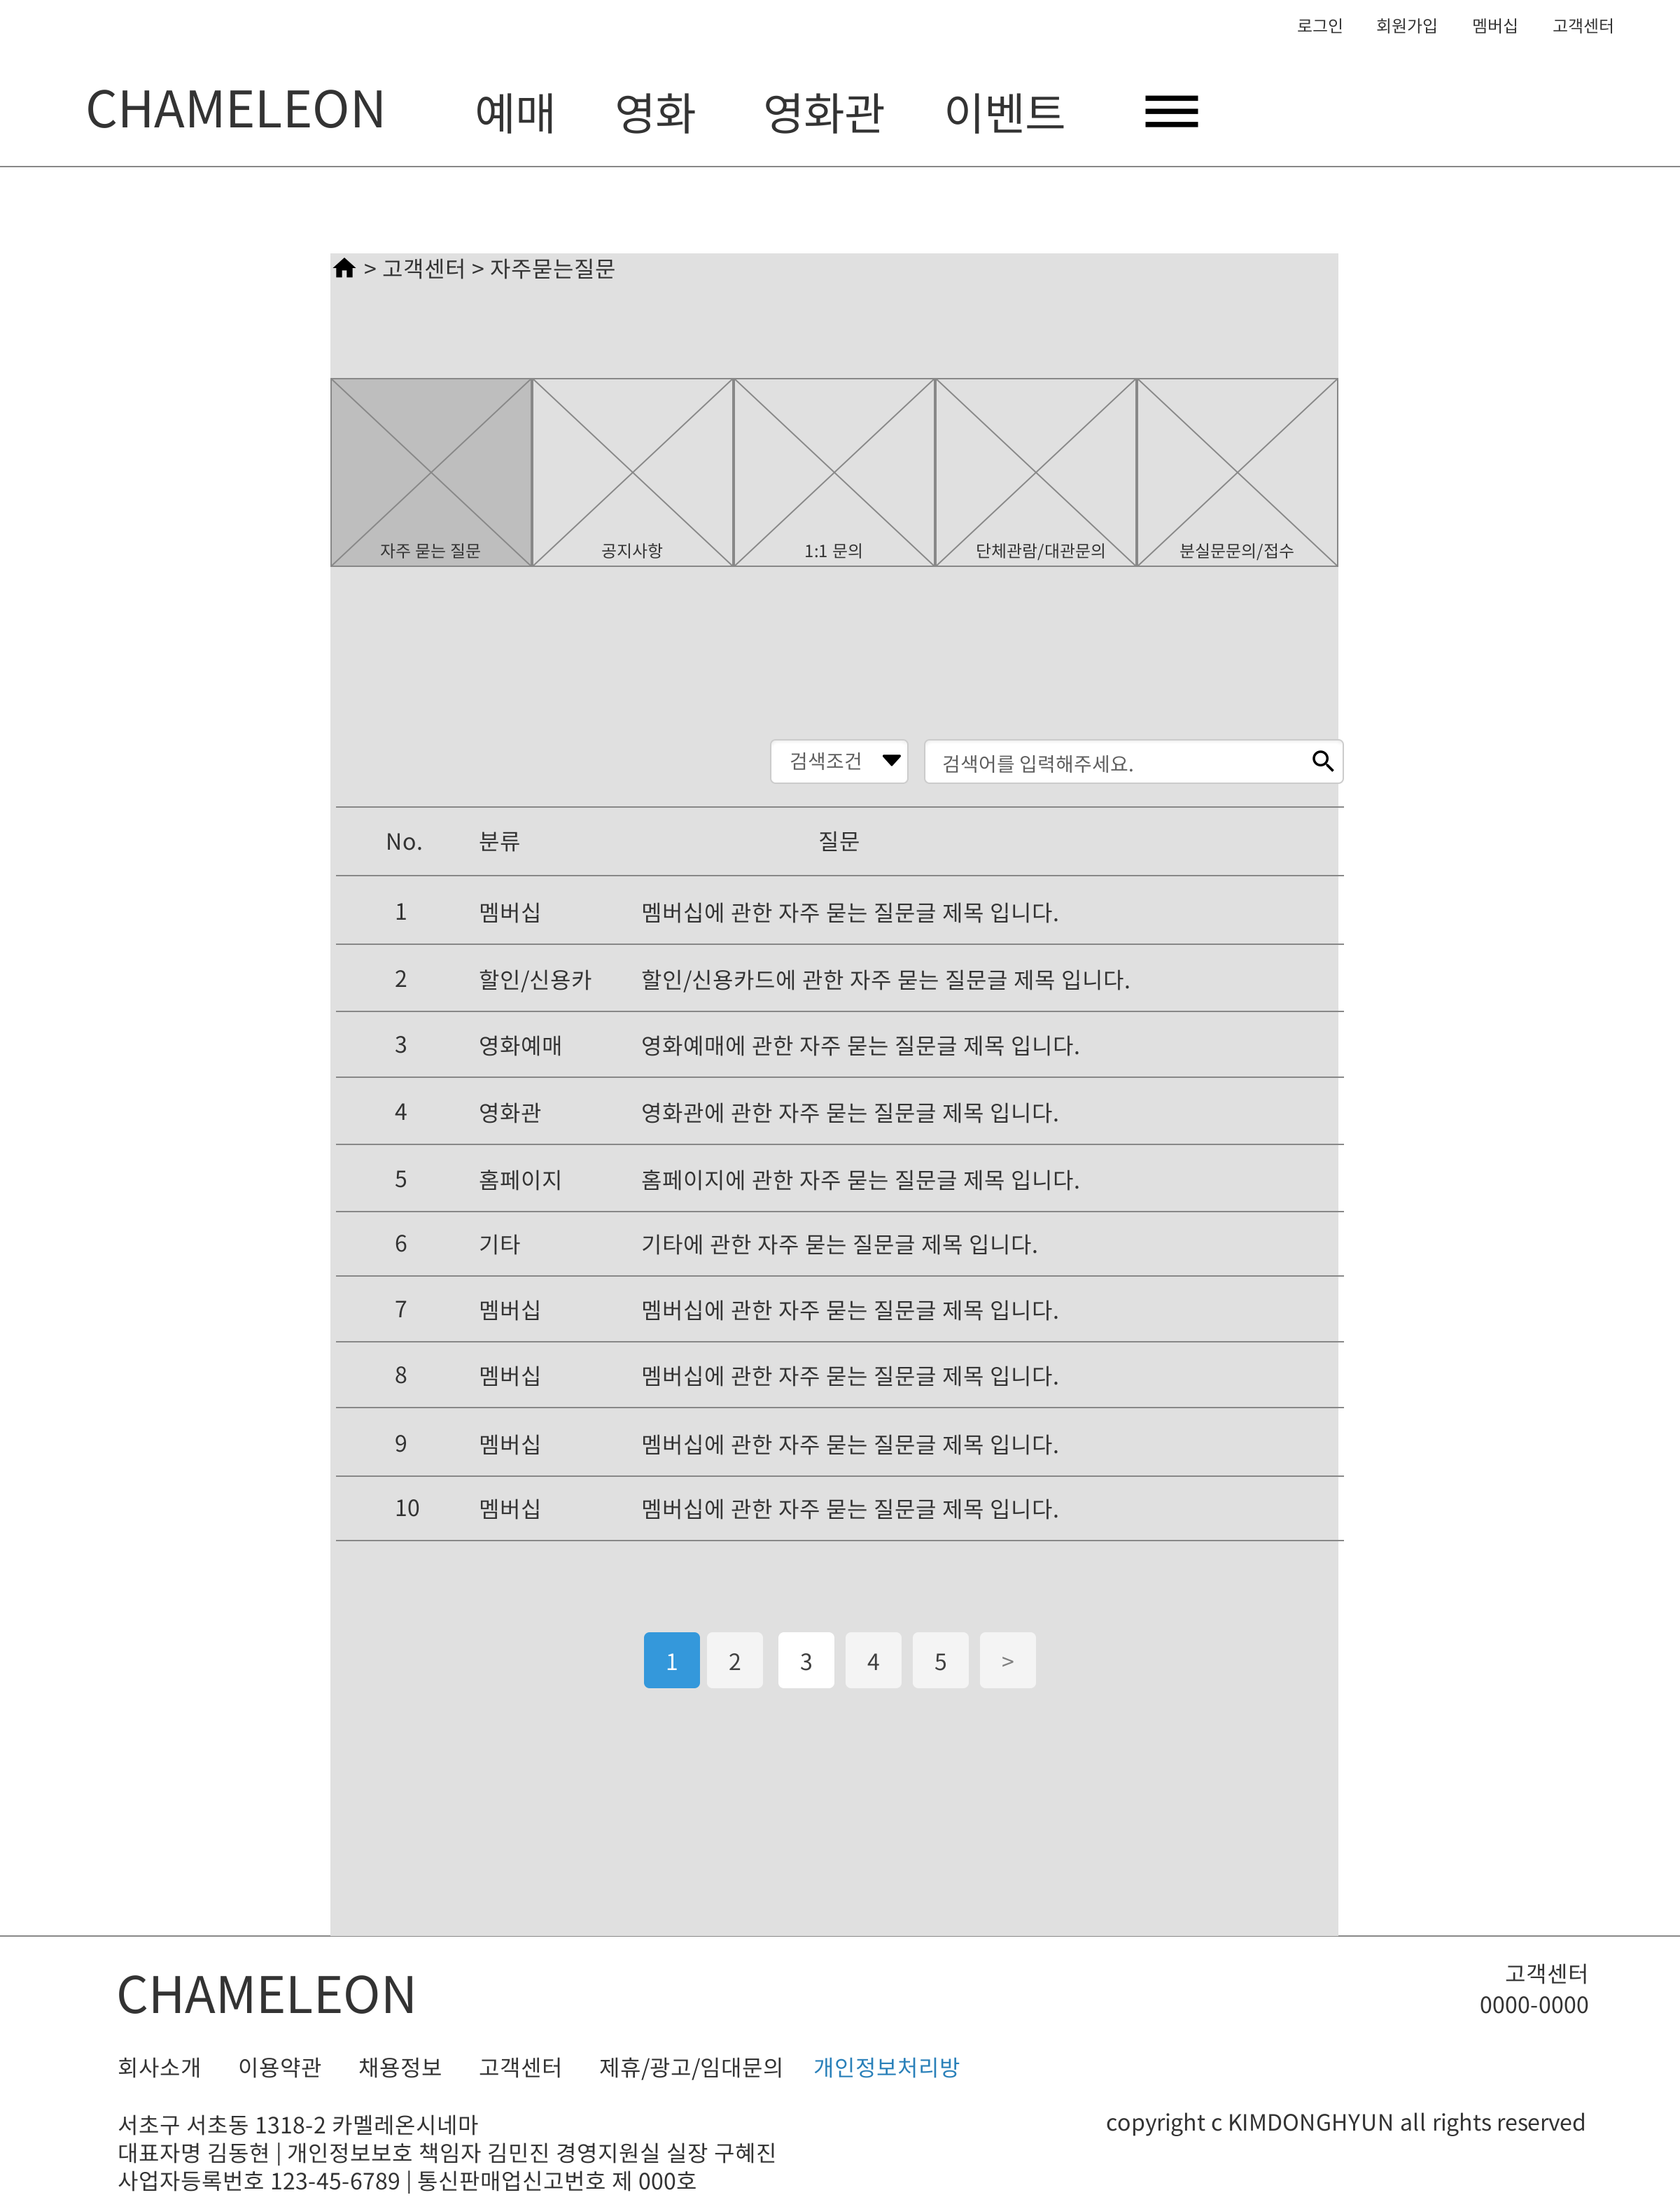 로그인 회원가입 멤버십 고객센터
CHAMELEON 예매 영화 영화관 이벤트
> 고객센터 > 자주묻는질문
자주 묻는 질문 공지사항 1:1 문의 단체관람/대관문의 분실문문의/접수
검색조건 검색어를 입력해주세요.
No. 분류 질문
1 멤버십 멤버십에 관한 자주 묻는 질문글 제목 입니다.
2 할인/신용카 할인/신용카드에 관한 자주 묻는 질문글 제목 입니다.
3 영화예매 영화예매에 관한 자주 묻는 질문글 제목 입니다.
4 영화관 영화관에 관한 자주 묻는 질문글 제목 입니다.
5 홈페이지 홈페이지에 관한 자주 묻는 질문글 제목 입니다.
6 기타 기타에 관한 자주 묻는 질문글 제목 입니다.
7 멤버십 멤버십에 관한 자주 묻는 질문글 제목 입니다.
8 멤버십 멤버십에 관한 자주 묻는 질문글 제목 입니다.
9 멤버십 멤버십에 관한 자주 묻는 질문글 제목 입니다.
10 멤버십 멤버십에 관한 자주 묻는 질문글 제목 입니다.
1 2 3 4 5 >
CHAMELEON
고객센터
0000-0000
회사소개 이용약관 채용정보 고객센터 제휴/광고/임대문의 개인정보처리방
서초구 서초동 1318-2 카멜레온시네마
대표자명 김동현 | 개인정보보호 책임자 김민진 경영지원실 실장 구혜진
사업자등록번호 123-45-6789 | 통신판매업신고번호 제 000호
copyright c KIMDONGHYUN all rights reserved